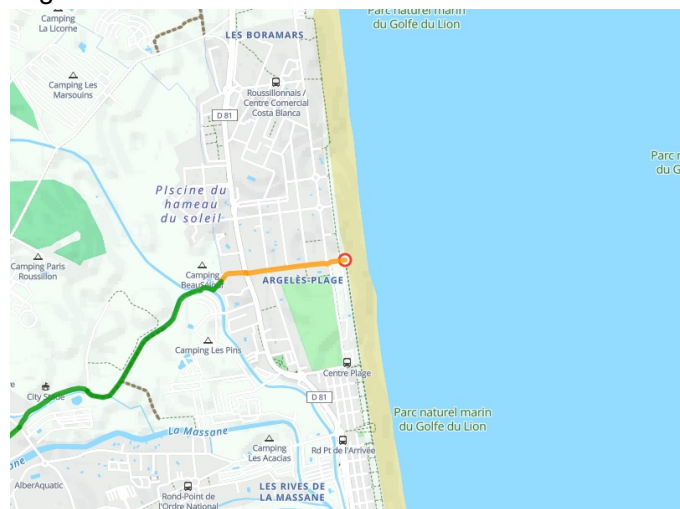 Camping
La Licorne
Parc naturel marin
du Golfe du Lion
LES BORAMARS
Camping Les
Marsouins
Roussillonnais /
Centre Comercial
Costa Blanca
D 81
Piscine du
hameau
du soleil
Camping Paris
Roussillon
Camping
BeauSéjour
ARGELÈS-PLAGE
Camping Les Pins
Centre Plage
City Stade
D 81
Parc naturel marin
du Golfe du Lion
La Massane
Camping
Les Acacias
Rd Pt de l'Arrivée
AlberAquatic
Rond-Point de
l'Ordre National
LES RIVES DE
LA MASSANE